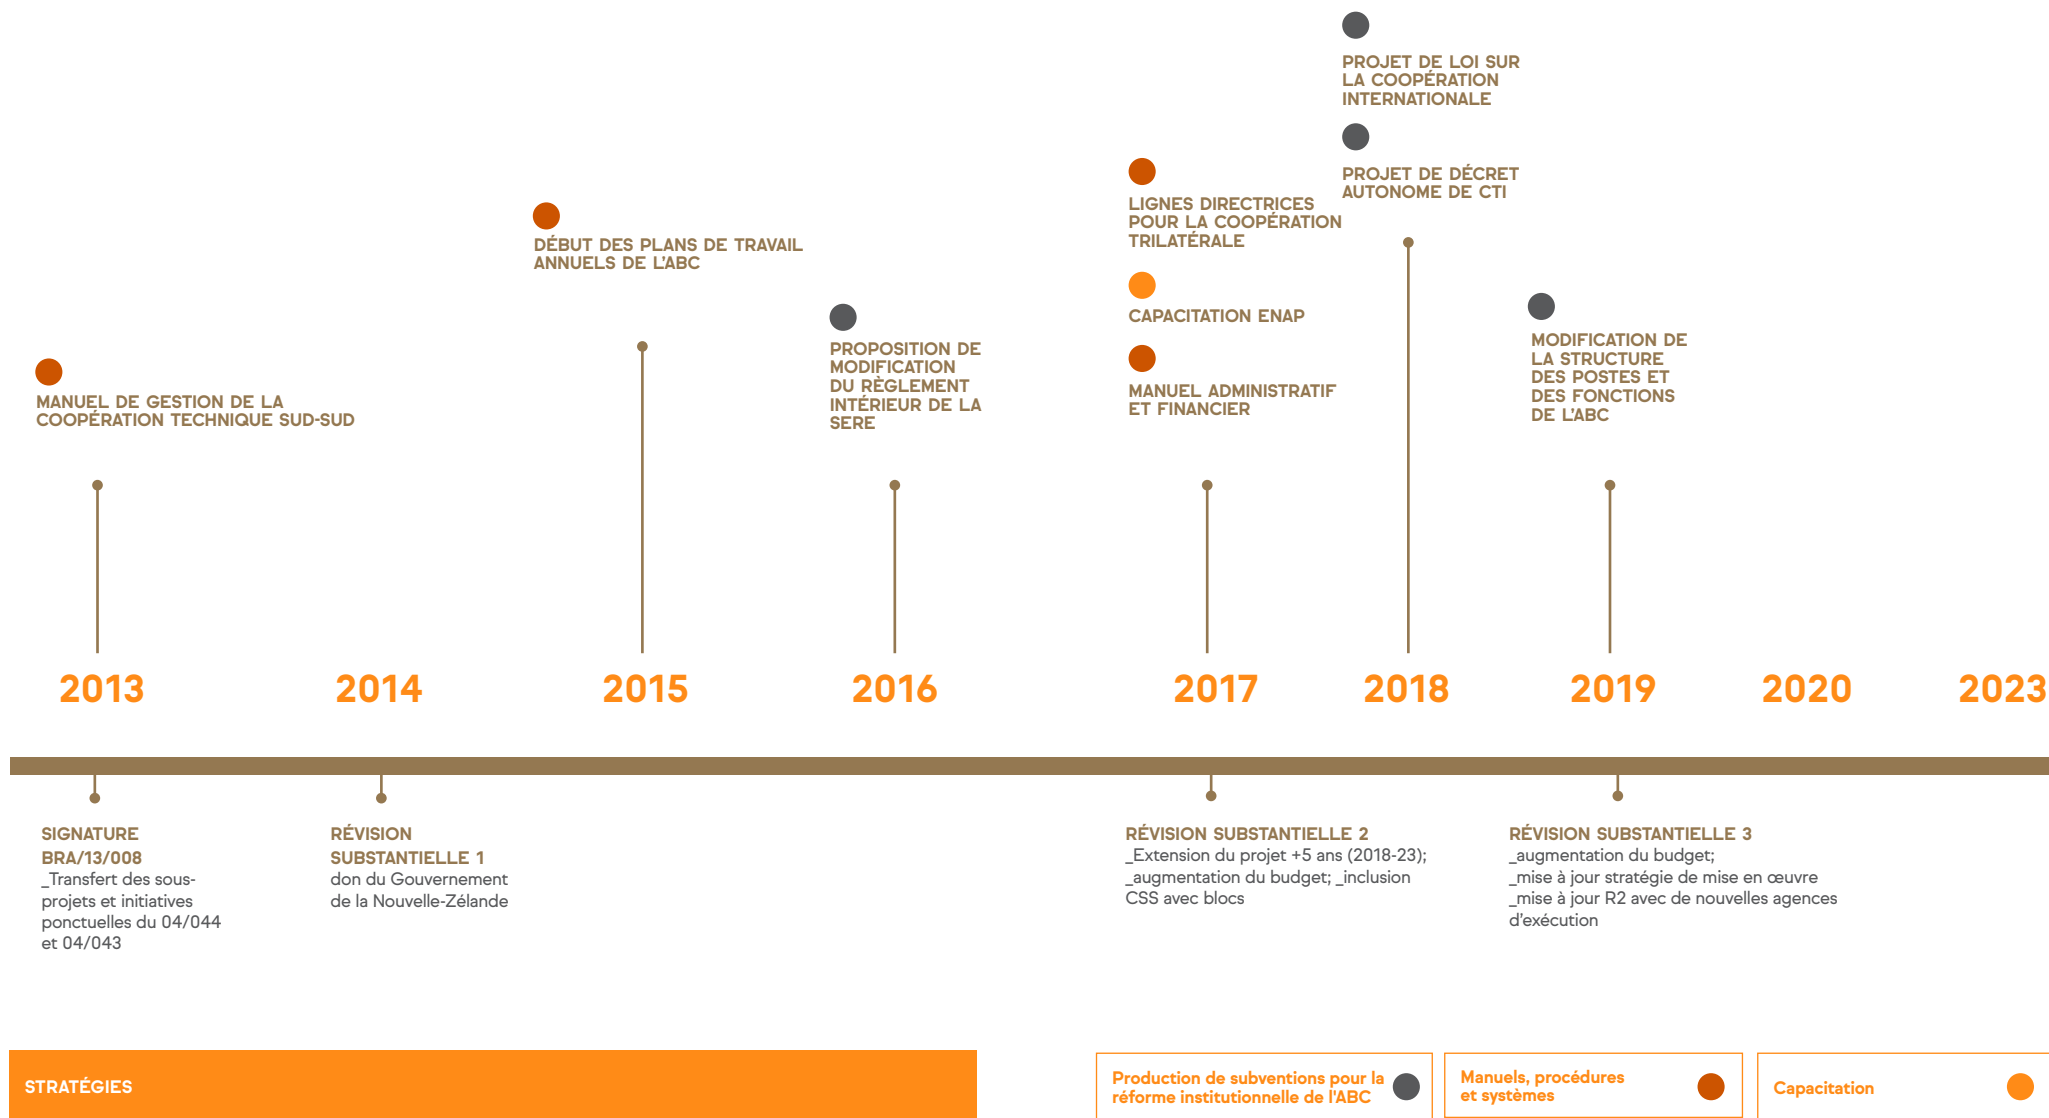 PROJET DE LOI SUR
LA COOPÉRATION
INTERNATIONALE
PROJET DE DÉCRET
AUTONOME DE CTI
LIGNES DIRECTRICES
POUR LA COOPÉRATION
TRILATÉRALE
DÉBUT DES PLANS DE TRAVAIL
ANNUELS DE L'ABC
CAPACITATION ENAP
PROPOSITION DE
MODIFICATION
DU RÈGLEMENT
INTÉRIEUR DE LA
SERE
MODIFICATION DE
LA STRUCTURE
DES POSTES ET
DES FONCTIONS
DE L'ABC
MANUEL ADMINISTRATIF
ET FINANCIER
MANUEL DE GESTION DE LA
COOPÉRATION TECHNIQUE SUD-SUD
2013
2014
2015
2016
2017
2018
2019
2020
2023
SIGNATURE
BRA/13/008
_Transfert des sous-
projets et initiatives
ponctuelles du 04/044
et 04/043
RÉVISION
SUBSTANTIELLE 1
don du Gouvernement
de la Nouvelle-Zélande
RÉVISION SUBSTANTIELLE 2
_Extension du projet +5 ans (2018-23);
_augmentation du budget; _inclusion
CSS avec blocs
RÉVISION SUBSTANTIELLE 3
_augmentation du budget;
_mise à jour stratégie de mise en œuvre
_mise à jour R2 avec de nouvelles agences
d'exécution
STRATÉGIES
Production de subventions pour la
réforme institutionnelle de l'ABC
Manuels, procédures
et systèmes
Capacitation